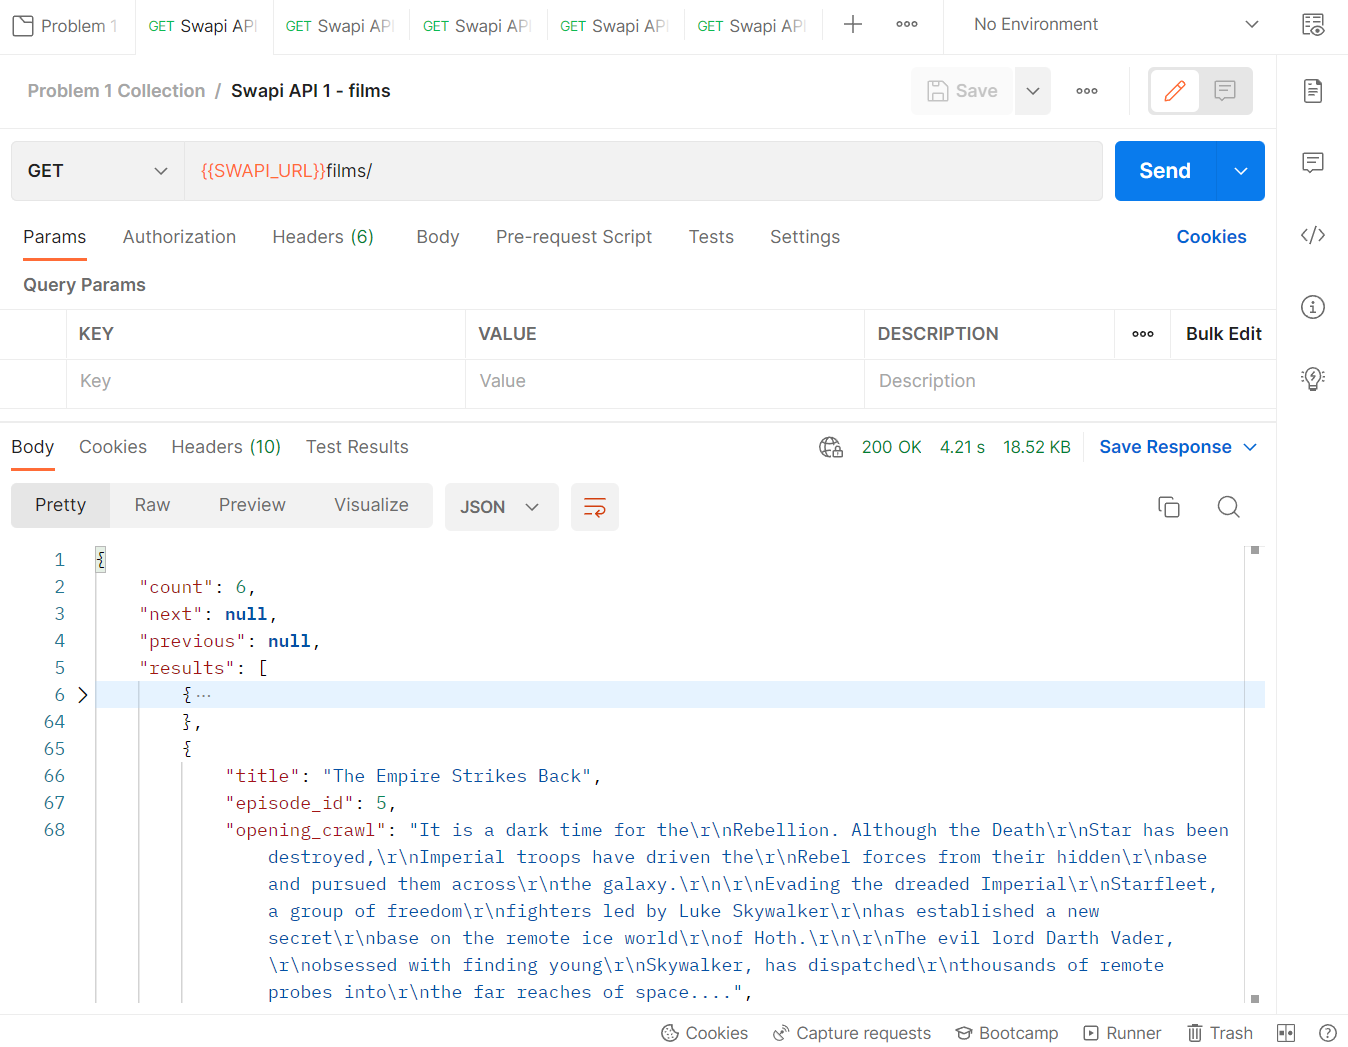 Problem 1 GET Swapi API GET Swapi API GET Swapi API GET Swapi API GET Swapi API No Environment
Problem 1 Collection / Swapi API 1 - films Save
GET {{SWAPI_URL}}films/ Send
Params Authorization Headers (6) Body Pre-request Script Tests Settings Cookies
Query Params
KEY VALUE DESCRIPTION Bulk Edit
Key Value Description
Body Cookies Headers (10) Test Results 200 OK 4.21 s 18.52 KB Save Response
Pretty Raw Preview Visualize JSON
1 {
2 "count": 6,
3 "next": null,
4 "previous": null,
5 "results": [
6 { ···
64 },
65 {
66 "title": "The Empire Strikes Back",
67 "episode_id": 5,
68 "opening_crawl": "It is a dark time for the\r\nRebellion. Although the Death\r\nStar has been
destroyed,\r\nImperial troops have driven the\r\nRebel forces from their hidden\r\nbase
and pursued them across\r\nthe galaxy.\r\n\r\nEvading the dreaded Imperial\r\nStarfleet,
a group of freedom\r\nfighters led by Luke Skywalker\r\nhas established a new
secret\r\nbase on the remote ice world\r\nof Hoth.\r\n\r\nThe evil lord Darth Vader,
\r\nobsessed with finding young\r\nSkywalker, has dispatched\r\nthousands of remote
probes into\r\nthe far reaches of space....",
Cookies Capture requests Bootcamp Runner Trash